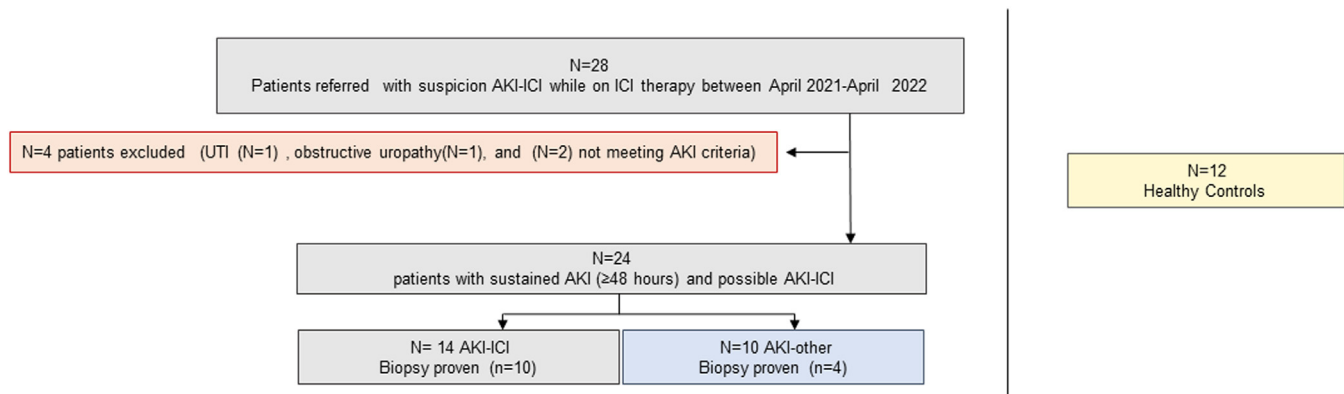 N=28
Patients referred with suspicion AKI-ICI while on ICI therapy between April 2021-April 2022
N=4 patients excluded (UTI (N=1) , obstructive uropathy(N=1), and (N=2) not meeting AKI criteria)
N=12
Healthy Controls
N=24
patients with sustained AKI (≥48 hours) and possible AKI-ICI
N= 14 AKI-ICI
Biopsy proven (n=10)
N=10 AKI-other
Biopsy proven (n=4)